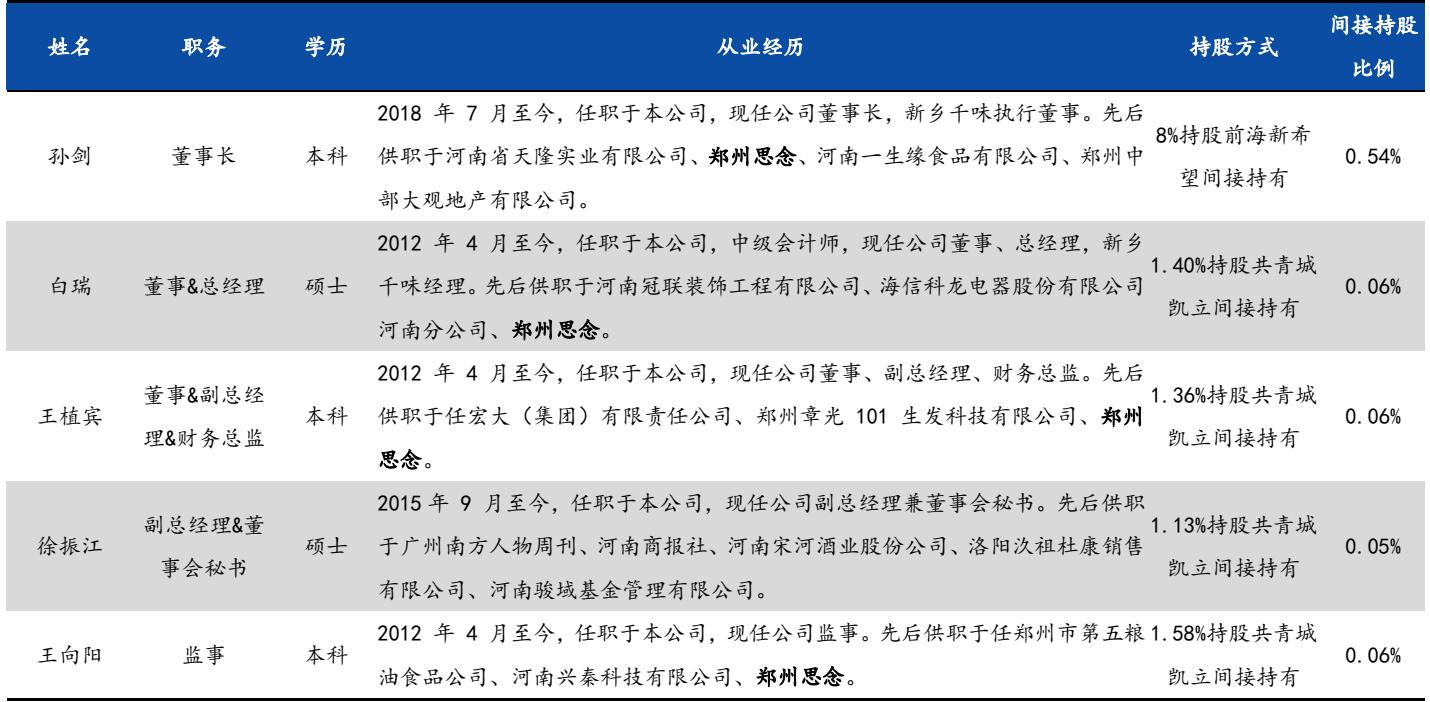 姓名 职务 学历 从业经历 持股方式 间接持股
比例
2018 年 7 月至今，任职于本公司，现任公司董事长，新乡千味执行董事。先后
孙剑 董事长 本科 供职于河南省天隆实业有限公司、郑州思念、河南一生缘食品有限公司、郑州中 8%持股前海新希 0.54%
部大观地产有限公司。 望间接持有
2012 年 4 月至今，任职于本公司，中级会计师，现任公司董事、总经理，新乡
白瑞 董事&总经理 硕士 千味经理。先后供职于河南冠联装饰工程有限公司、海信科龙电器股份有限公司 1.40%持股共青城 0.06%
河南分公司、郑州思念。 凯立间接持有
2012 年 4 月至今，任职于本公司，现任公司董事、副总经理、财务总监。先后
王植宾 董事&副总经 本科 供职于任宏大（集团）有限责任公司、郑州章光 101 生发科技有限公司、郑州 1.36%持股共青城 0.06%
理&财务总监 思念。 凯立间接持有
2015 年 9 月至今，任职于本公司，现任公司副总经理兼董事会秘书。先后供职
徐振江 副总经理&董 硕士 于广州南方人物周刊、河南商报社、河南宋河酒业股份公司、洛阳汝祖杜康销售 1.13%持股共青城 0.05%
事会秘书 有限公司、河南骏域基金管理有限公司。 凯立间接持有
王向阳 监事 本科 2012 年 4 月至今，任职于本公司，现任公司监事。先后供职于任郑州市第五粮 1.58%持股共青城 0.06%
油食品公司、河南兴泰科技有限公司、郑州思念。 凯立间接持有